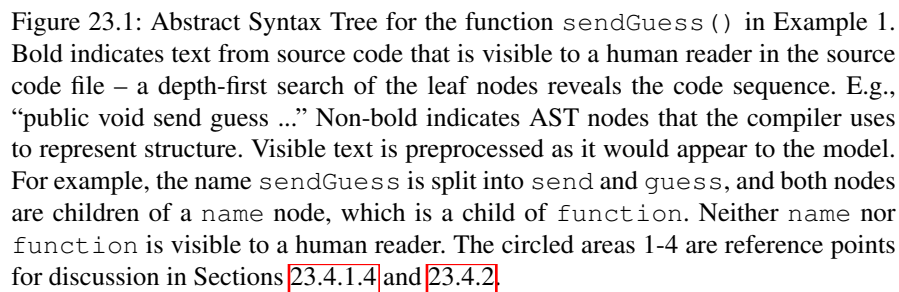 Figure 23.1: Abstract Syntax Tree for the function sendGuess() in Example 1.
Bold indicates text from source code that is visible to a human reader in the source
code file – a depth-first search of the leaf nodes reveals the code sequence. E.g.,
“public void send guess ...” Non-bold indicates AST nodes that the compiler uses
to represent structure. Visible text is preprocessed as it would appear to the model.
For example, the name sendGuess is split into send and guess, and both nodes
are children of a name node, which is a child of function. Neither name nor
function is visible to a human reader. The circled areas 1-4 are reference points
for discussion in Sections 23.4.1.4 and 23.4.2.